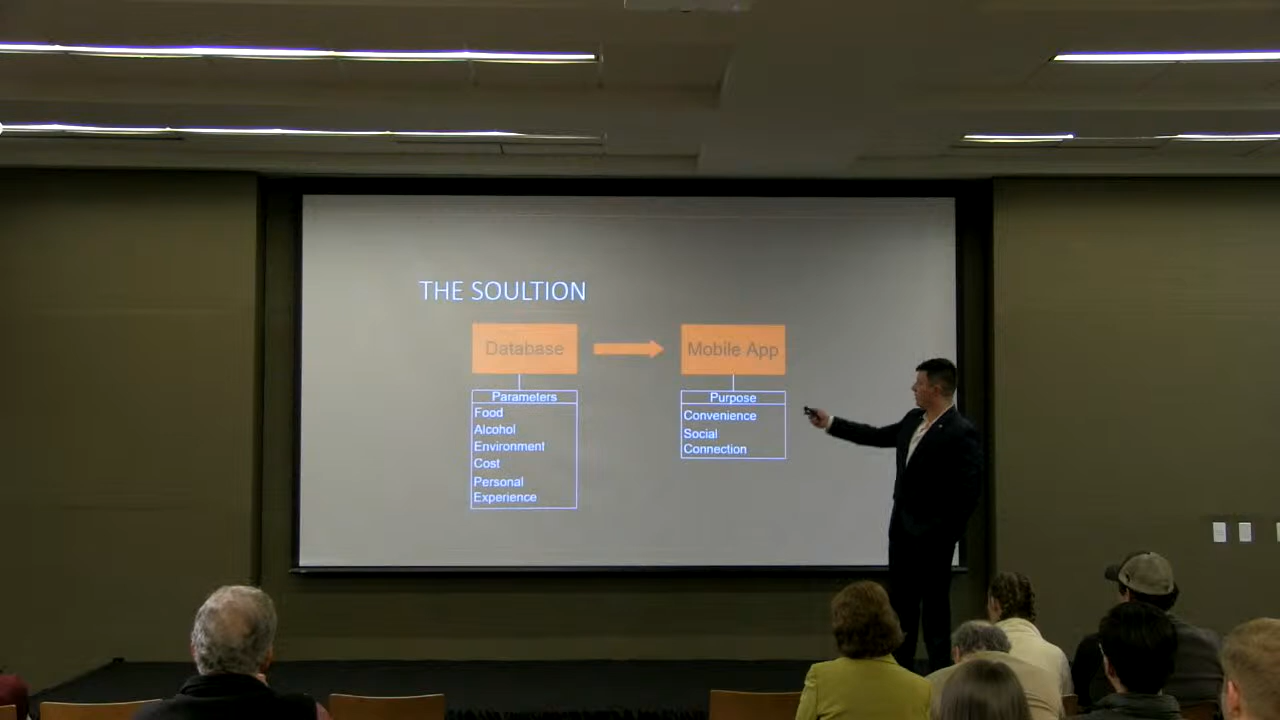 THE SOULTION
Database
Mobile App
Parameters
Food
Alcohol
Environment
Cost
Personal
Experience
Purpose
Convenience
Social
Connection